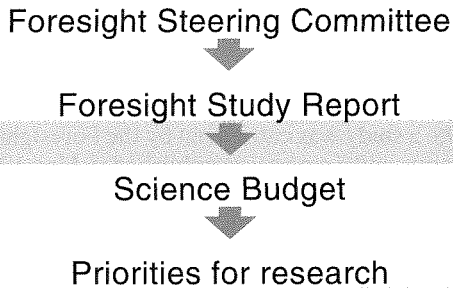 Foresight Steering Committee
Foresight Study Report
Science Budget
Priorities for research